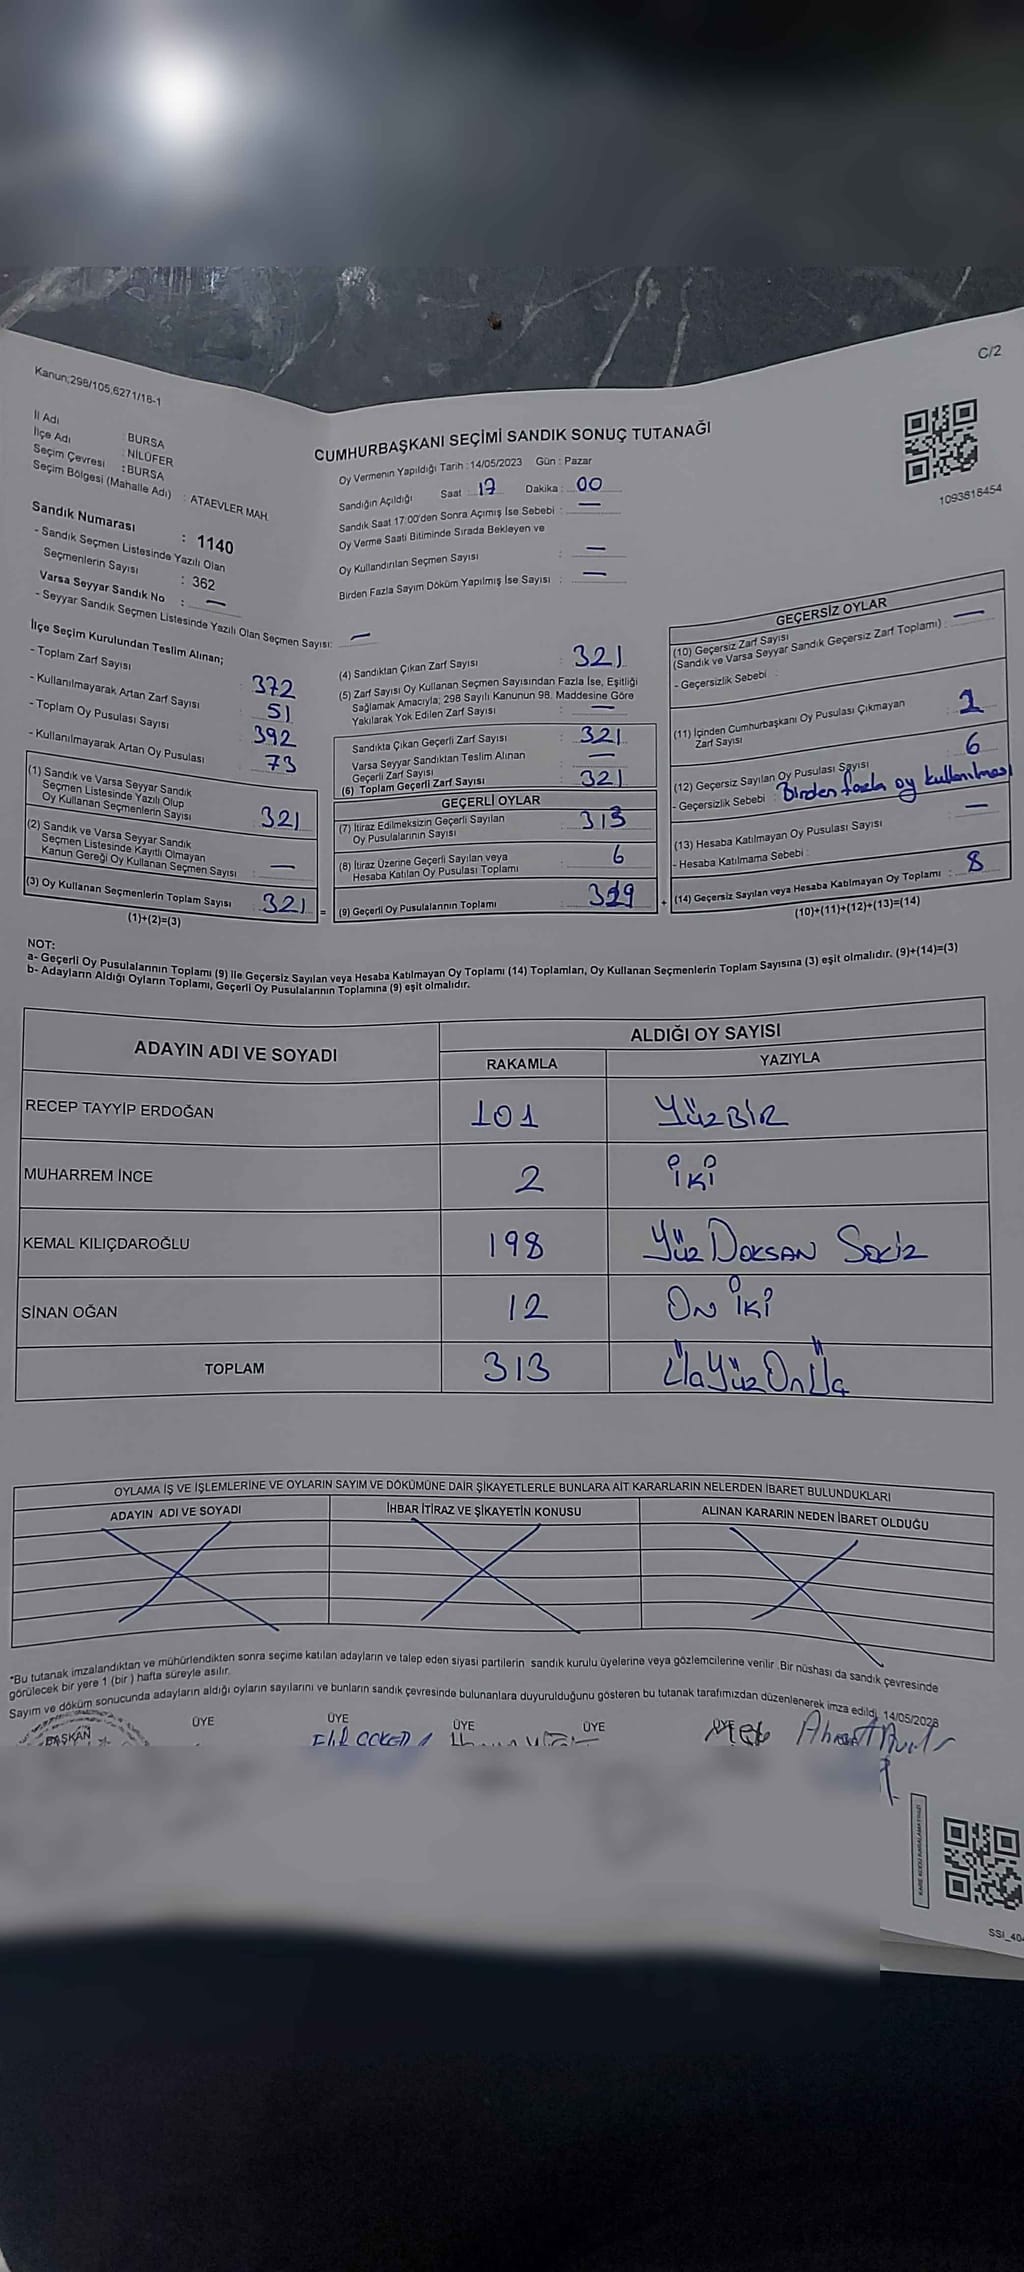 C/2
Kanun;298/105,6271/18-1
İl Adı : BURSA
İlçe Adı : NİLÜFER
Seçim Çevresi : BURSA
Seçim Bölgesi (Mahalle Adı) : ATAEVLER MAH.
Sandık Numarası : 1140
- Sandık Seçmen Listesinde Yazılı Olan
Seçmenlerin Sayısı : 362
Varsa Seyyar Sandık No : —
- Seyyar Sandık Seçmen Listesinde Yazılı Olan Seçmen Sayısı: —
CUMHURBAŞKANI SEÇİMİ SANDIK SONUÇ TUTANAĞI
Oy Vermenin Yapıldığı Tarih : 14/05/2023 Gün : Pazar
Sandığın Açıldığı Saat : 17 Dakika : 00
Sandık Saat 17:00'den Sonra Açımış İse Sebebi : —
Oy Verme Saati Bitiminde Sırada Bekleyen ve
Oy Kullandırılan Seçmen Sayısı : —
Birden Fazla Sayım Döküm Yapılmış İse Sayısı : —
1093818454
İlçe Seçim Kurulundan Teslim Alınan;
- Toplam Zarf Sayısı : 372
- Kullanılmayarak Artan Zarf Sayısı : 51
- Toplam Oy Pusulası Sayısı : 392
- Kullanılmayarak Artan Oy Pusulası : 73
(1) Sandık ve Varsa Seyyar Sandık
Seçmen Listesinde Yazılı Olup
Oy Kullanan Seçmenlerin Sayısı : 321
(2) Sandık ve Varsa Seyyar Sandık
Seçmen Listesinde Kayıtlı Olmayan
Kanun Gereği Oy Kullanan Seçmen Sayısı : —
(3) Oy Kullanan Seçmenlerin Toplam Sayısı : 321 =
(1)+(2)=(3)
(4) Sandıktan Çıkan Zarf Sayısı : 321
(5) Zarf Sayısı Oy Kullanan Seçmen Sayısından Fazla İse, Eşitliği
Sağlamak Amacıyla, 298 Sayılı Kanunun 98. Maddesine Göre
Yakılarak Yok Edilen Zarf Sayısı : —
Sandıkta Çıkan Geçerli Zarf Sayısı : 321
Varsa Seyyar Sandıktan Teslim Alınan
Geçerli Zarf Sayısı : —
(6) Toplam Geçerli Zarf Sayısı : 321
GEÇERLİ OYLAR
(7) İtiraz Edilmeksizin Geçerli Sayılan
Oy Pusulalarının Sayısı : 313
(8) İtiraz Üzerine Geçerli Sayılan veya
Hesaba Katılan Oy Pusulası Toplamı : 6
(9) Geçerli Oy Pusulalarının Toplamı : +
GEÇERSİZ OYLAR
(10) Geçersiz Zarf Sayısı
(Sandık ve Varsa Seyyar Sandık Geçersiz Zarf Toplamı) : —
- Geçersizlik Sebebi :
(11) İçinden Cumhurbaşkanı Oy Pusulası Çıkmayan
Zarf Sayısı
(12) Geçersiz Sayılan Oy Pusulası Sayısı : 6
- Geçersizlik Sebebi : Birden fazla oy kullanılması
(13) Hesaba Katılmayan Oy Pusulası Sayısı : —
- Hesaba Katılmama Sebebi :
(14) Geçersiz Sayılan veya Hesaba Katılmayan Oy Toplamı : 8
(10)+(11)+(12)+(13)=(14)
NOT:
a- Geçerli Oy Pusulalarının Toplamı (9) ile Geçersiz Sayılan veya Hesaba Katılmayan Oy Toplamı (14) Toplamları, Oy Kullanan Seçmenlerin Toplam Sayısına (3) eşit olmalıdır. (9)+(14)=(3)
b- Adayların Aldığı Oyların Toplamı, Geçerli Oy Pusulalarının Toplamına (9) eşit olmalıdır.
ADAYIN ADI VE SOYADI
ALDIĞI OY SAYISI
RAKAMLA YAZIYLA
RECEP TAYYİP ERDOĞAN 101 YüzBİR
MUHARREM İNCE 2 İKİ
KEMAL KILIÇDAROĞLU 198 Yüz DOKSAN Sekiz
SİNAN OĞAN 12 ON İKİ
TOPLAM 313 ÜçYüzOnÜç
OYLAMA İŞ VE İŞLEMLERİNE VE OYLARIN SAYIM VE DÖKÜMÜNE DAİR ŞİKAYETLERLE BUNLARA AİT KARARLARIN NELERDEN İBARET BULUNDUKLARI
ADAYIN ADI VE SOYADI İHBAR İTİRAZ VE ŞİKAYETİN KONUSU ALINAN KARARIN NEDEN İBARET OLDUĞU
*Bu tutanak imzalandıktan ve mühürlendikten sonra seçime katılan adayların ve talep eden siyasi partilerin sandık kurulu üyelerine veya gözlemcilerine verilir .Bir nüshası da sandık çevresinde
görülecek bir yere 1 (bir ) hafta süreyle asılır.
Sayım ve döküm sonucunda adayların aldığı oyların sayılarını ve bunların sandık çevresinde bulunanlara duyurulduğunu gösteren bu tutanak tarafımızdan düzenlenerek imza edildi. 14/05/2023
BAŞKAN ÜYE ÜYE ÜYE ÜYE ÜYE